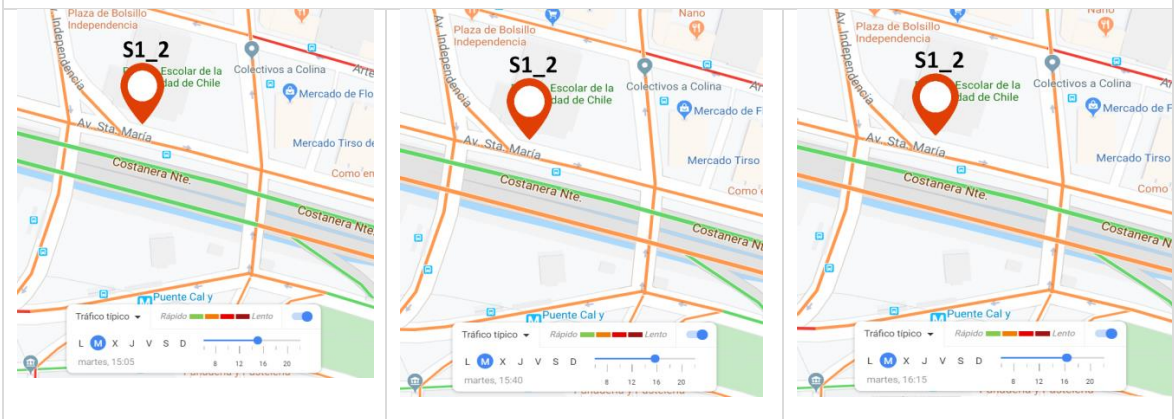 Plaza de Bolsillo
Independencia
S1_2
Av. Independencia
Escolar de la
dad de Chile
Colectivos a Colina
Arte
Mercado de Flo
Av. Sta. María
Mercado Tirso de
Como en
Costanera Nte.
Costanera Nte.
Puente Cal y
Tráfico típico
Rápido
Lento
L M X J V S D
martes, 15:05
8 12 16 20
Plaza de Bolsillo
Independencia
Nano
S1_2
Av. Independencia
Escolar de la
dad de Chile
Colectivos a Colina
Mercado de F
Av. Sta. María
Mercado Tirso
Como e
Costanera Nte.
Costanera Nt
Puente Cal y
Tráfico típico
Rápido
Lento
L M X J V S D
martes, 15:40
8 12 16 20
Plaza de Bolsillo
Independencia
S1_2
Av. Independencia
Escolar de la
dad de Chile
Colectivos a Colina
Mercado de F
Av. Sta. María
Mercado Tirso
Como
Costanera Nte.
Costanera N
Puente Cal y
Tráfico típico
Rápido
Lento
L M X J V S D
martes, 16:15
8 12 16 20